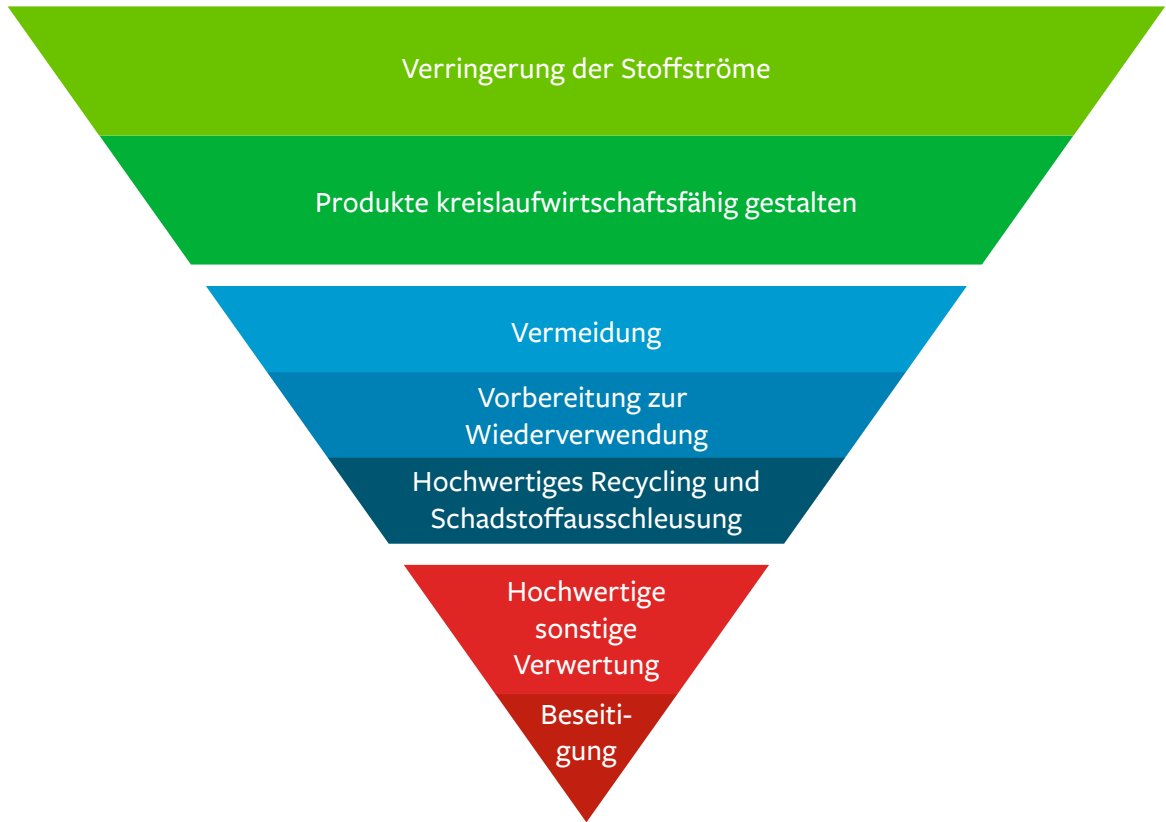 Verringerung der Stoffströme
Produkte kreislaufwirtschaftsfähig gestalten
Vermeidung
Vorbereitung zur
Wiederverwendung
Hochwertiges Recycling und
Schadstoffausschleusung
Hochwertige
sonstige
Verwertung
Beseiti-
gung